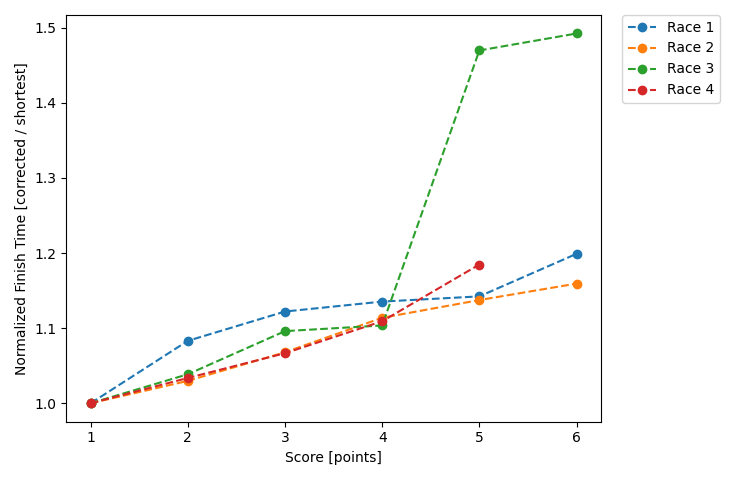 1.5
1.4
1.3
1.2
1.1
1.0
Normalized Finish Time [corrected / shortest]
1 2 3 4 5 6
Score [points]
Race 1
Race 2
Race 3
Race 4